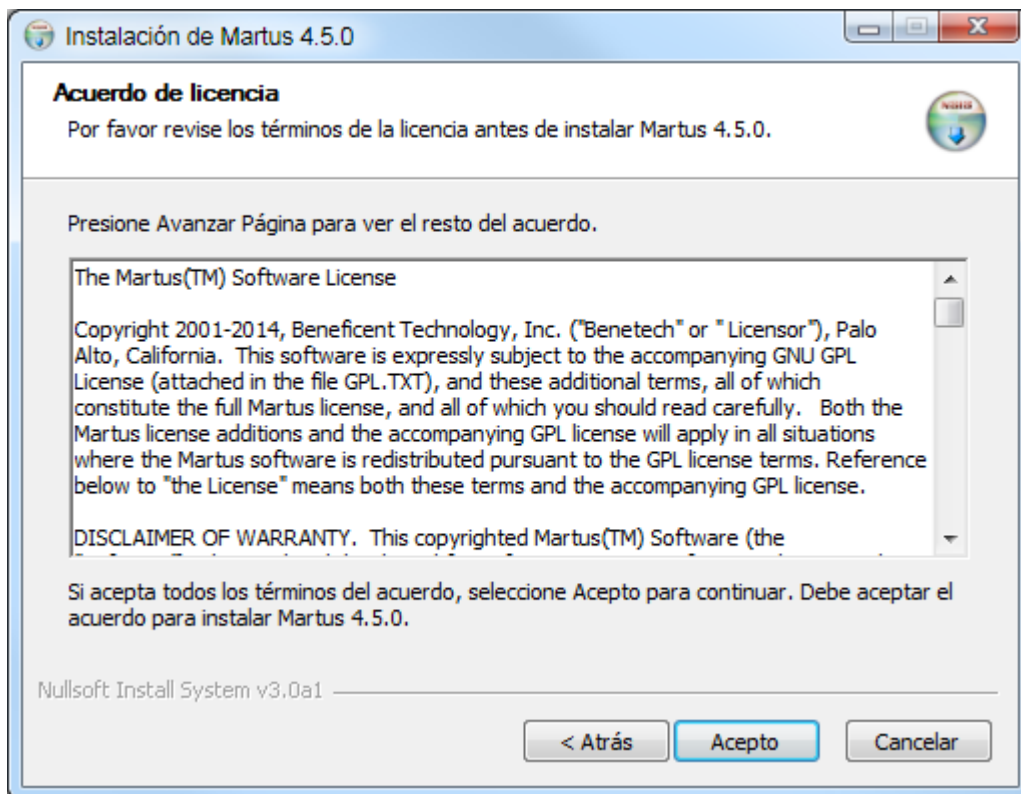 Instalación de Martus 4.5.0
Acuerdo de licencia
Por favor revise los términos de la licencia antes de instalar Martus 4.5.0.
Presione Avanzar Página para ver el resto del acuerdo.
The Martus(TM) Software License
Copyright 2001-2014, Beneficent Technology, Inc. ("Benetech" or " Licensor"), Palo
Alto, California.  This software is expressly subject to the accompanying GNU GPL
License (attached in the file GPL.TXT), and these additional terms, all of which
constitute the full Martus license, and all of which you should read carefully.   Both the
Martus license additions and the accompanying GPL license will apply in all situations
where the Martus software is redistributed pursuant to the GPL license terms. Reference
below to "the License" means both these terms and the accompanying GPL license.
DISCLAIMER OF WARRANTY.  This copyrighted Martus(TM) Software (the
Si acepta todos los términos del acuerdo, seleccione Acepto para continuar. Debe aceptar el
acuerdo para instalar Martus 4.5.0.
Nullsoft Install System v3.0a1
< Atrás
Acepto
Cancelar